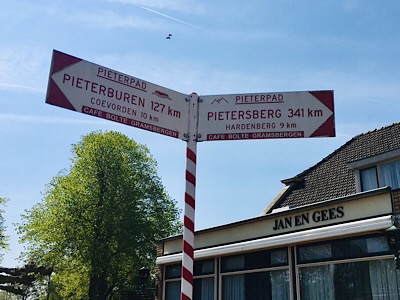 PIETERPAD
PIETERBUREN 127 km
COEVORDEN 10 km
CAFE BOLTE GRAMSBERGEN
PIETERPAD
PIETERSBERG 341 km
HARDENBERG 9 km
CAFE BOLTE GRAMSBERGEN
JAN EN GEES